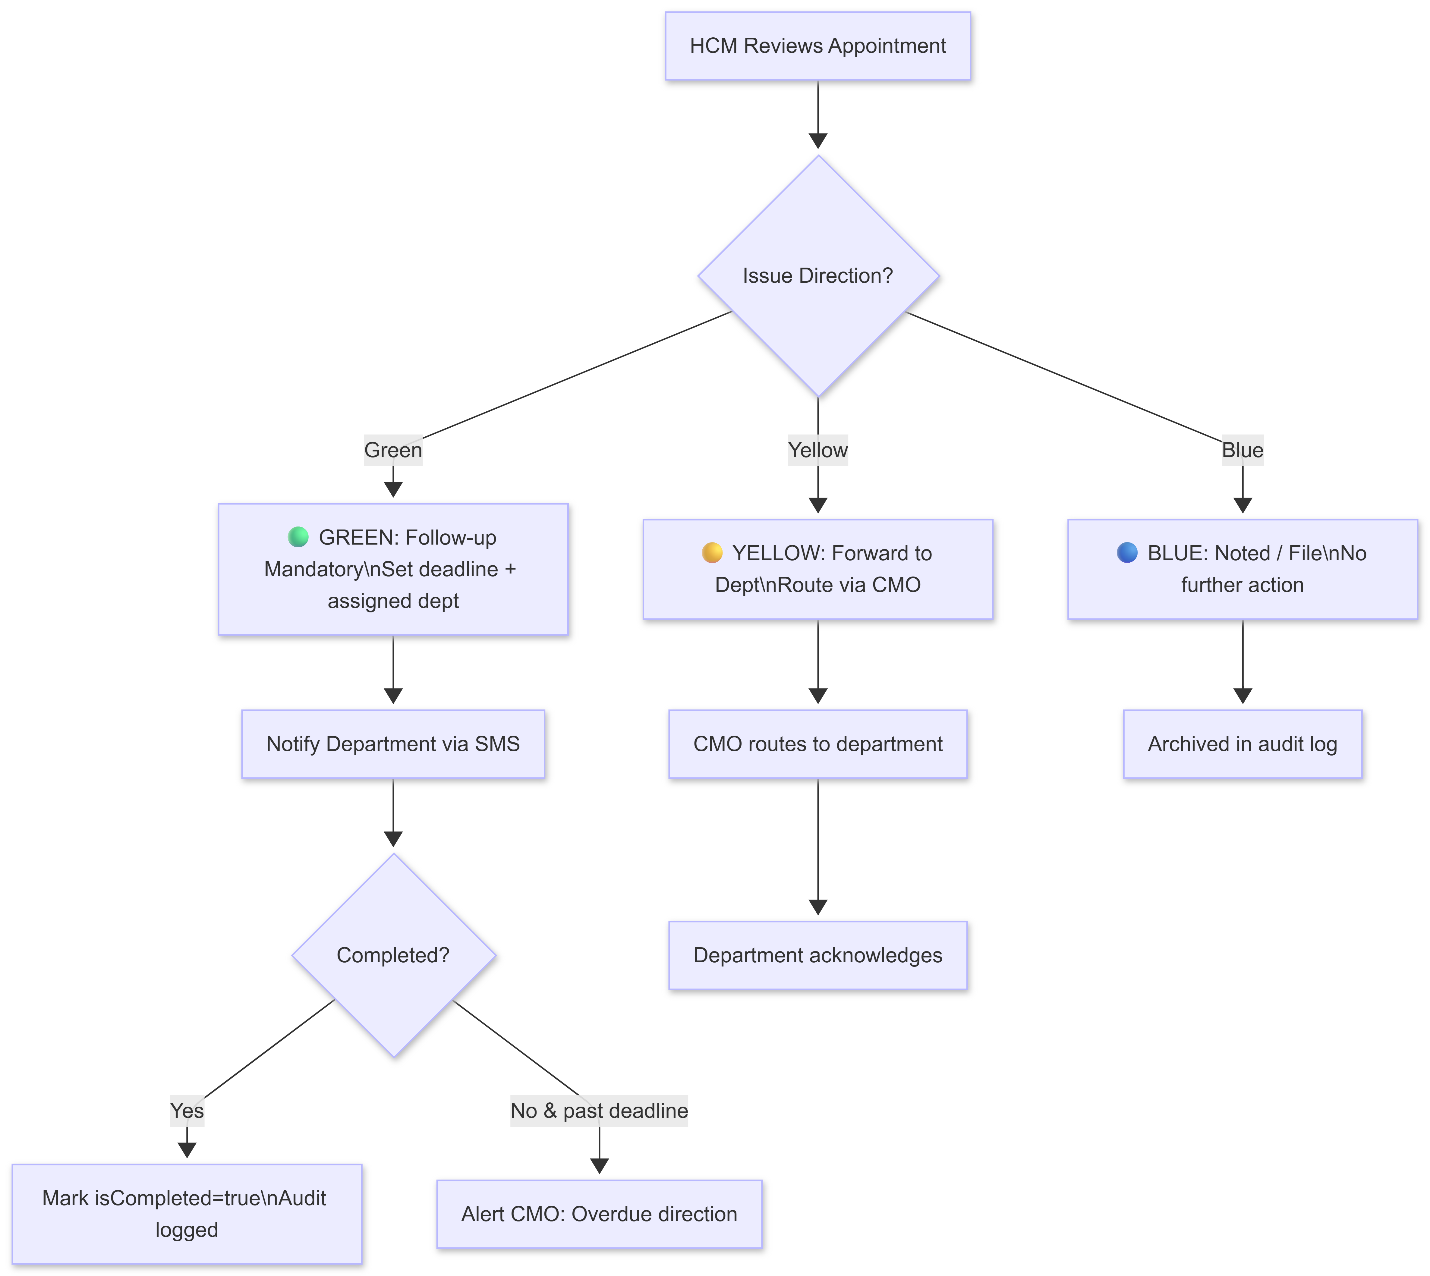 HCM Reviews Appointment
Issue Direction?
Green
Yellow
Blue
GREEN: Follow-up
Mandatory\nSet deadline +
assigned dept
YELLOW: Forward to
Dept\nRoute via CMO
BLUE: Noted / File\nNo
further action
Notify Department via SMS
CMO routes to department
Archived in audit log
Completed?
Department acknowledges
Yes
No & past deadline
Mark isCompleted=true\nAudit
logged
Alert CMO: Overdue direction